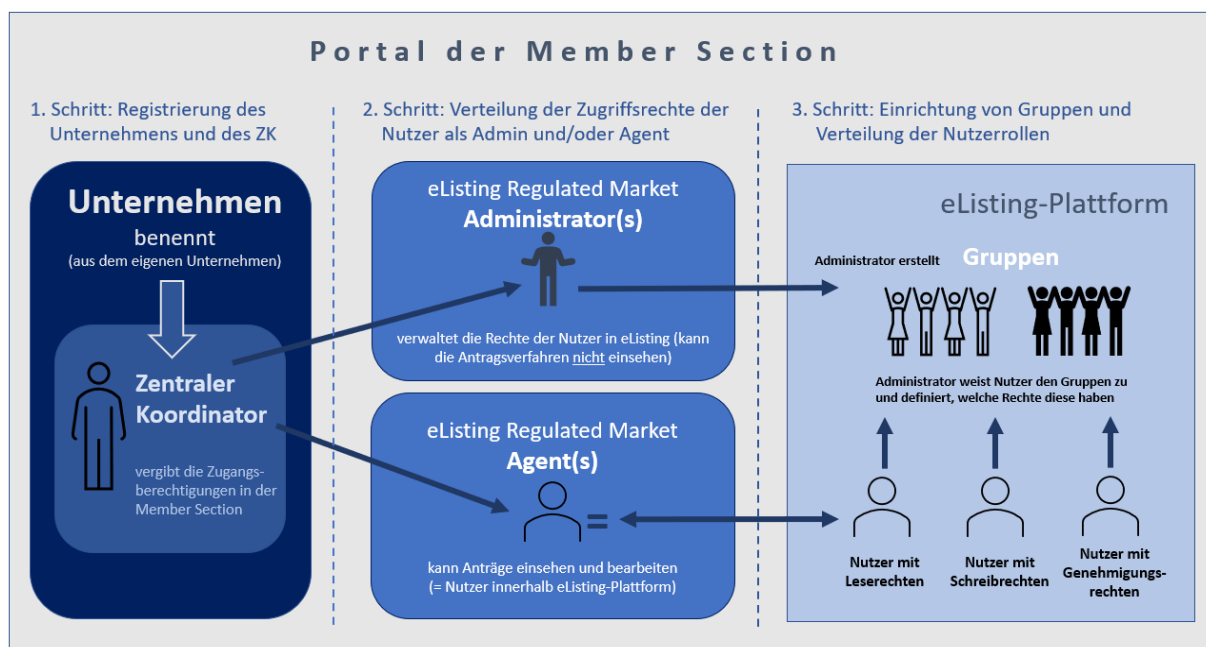 Portal der Member Section
1. Schritt: Registrierung des
Unternehmens und des ZK
Unternehmen
benennt
(aus dem eigenen Unternehmen)
Zentraler
Koordinator
vergibt die Zugangs-
berechtigungen in der
Member Section
2. Schritt: Verteilung der Zugriffsrechte der
Nutzer als Admin und/oder Agent
eListing Regulated Market
Administrator(s)
verwaltet die Rechte der Nutzer in eListing (kann
die Antragsverfahren nicht einsehen)
eListing Regulated Market
Agent(s)
=
kann Anträge einsehen und bearbeiten
(= Nutzer innerhalb eListing-Plattform)
3. Schritt: Einrichtung von Gruppen und
Verteilung der Nutzerrollen
eListing-Plattform
Administrator erstellt Gruppen
Administrator weist Nutzer den Gruppen zu
und definiert, welche Rechte diese haben
Nutzer mit
Leserechten
Nutzer mit
Schreibrechten
Nutzer mit
Genehmigungs-
rechten